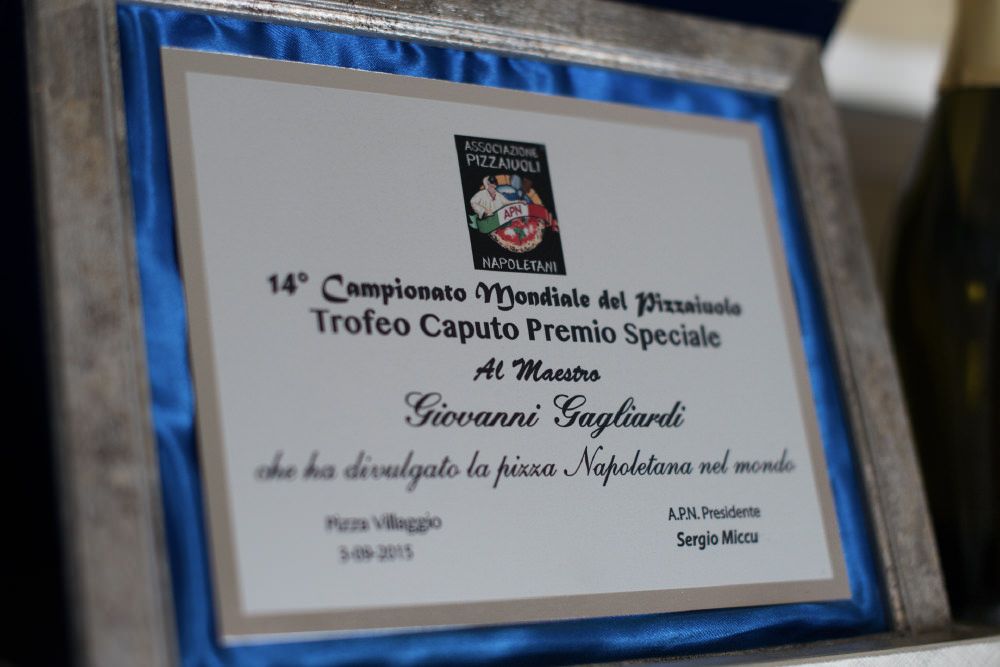 ASSOCIAZIONE
PIZZAIUOLI
APN
NAPOLETANI
14° Campionato Mondiale del Pizzaiuolo
Trofeo Caputo Premio Speciale
Al Maestro
Giovanni Gagliardi
che ha divulgato la pizza Napoletana nel mondo
Pizza Villaggio
3-09-2015
A.P.N. Presidente
Sergio Miccu